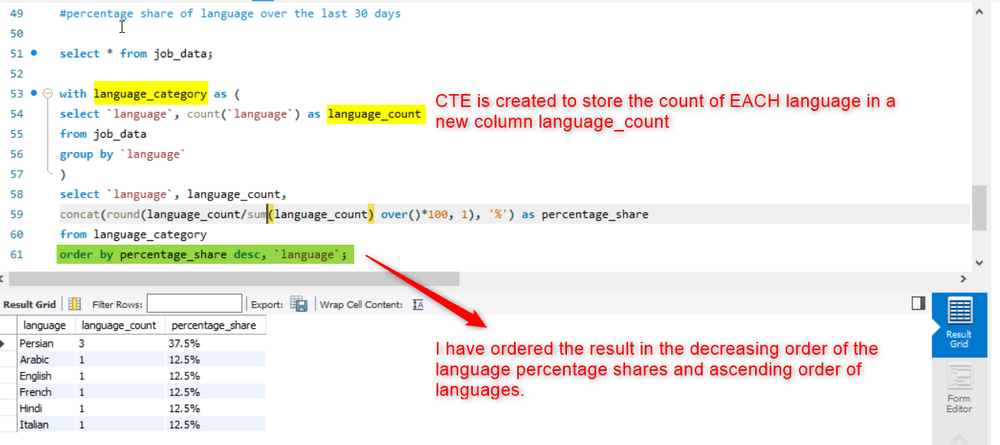 49 #percentage share of language over the last 30 days
50
51 select * from job_data;
52
53 with language_category as (
54 select `language`, count(`language`) as language_count
55 from job_data
56 group by `language`
57 )
58 select `language`, language_count,
59 concat(round(language_count/sum(language_count) over()*100, 1), '%') as percentage_share
60 from language_category
61 order by percentage_share desc, `language`;
CTE is created to store the count of EACH language in a
new column language_count
Result Grid Filter Rows: Export: Wrap Cell Content: IA
language language_count percentage_share
Persian 3 37.5%
Arabic 1 12.5%
English 1 12.5%
French 1 12.5%
Hindi 1 12.5%
Italian 1 12.5%
I have ordered the result in the decreasing order of the
language percentage shares and ascending order of
languages.
Result
Grid
Form
Editor